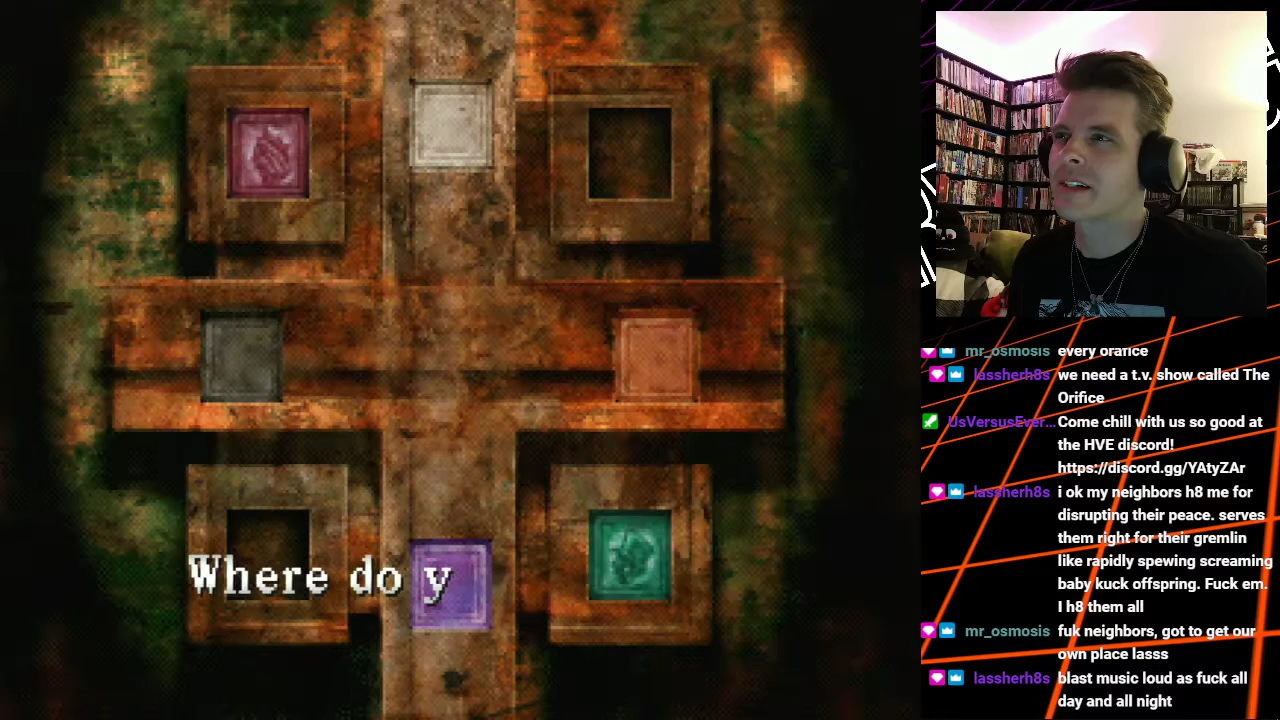 Where do y
mr_osmosis every orafice
lassherh8s we need a t.v. show called The
Orifice
UsVersusEver... Come chill with us so good at
the HVE discord!
https://discord.gg/YAtyZAr
lassherh8s i ok my neighbors h8 me for
disrupting their peace. serves
them right for their gremlin
like rapidly spewing screaming
baby kuck offspring. Fuck em.
I h8 them all
mr_osmosis fuk neighbors, got to get our
own place lasss
lassherh8s blast music loud as fuck all
day and all night